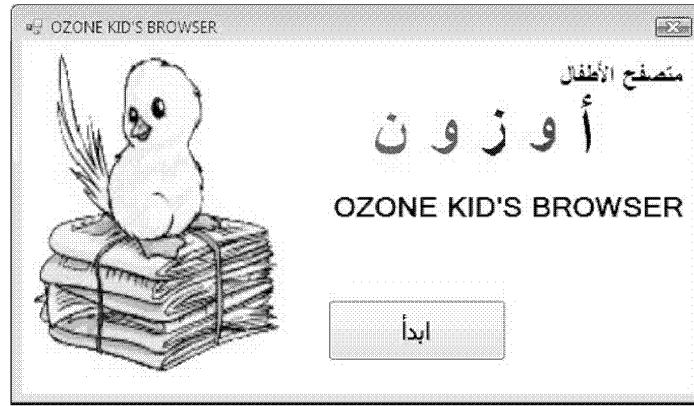 OZONE KID'S BROWSER
متصفح الأطفال
أ و ز و ن
OZONE KID'S BROWSER
ابدأ